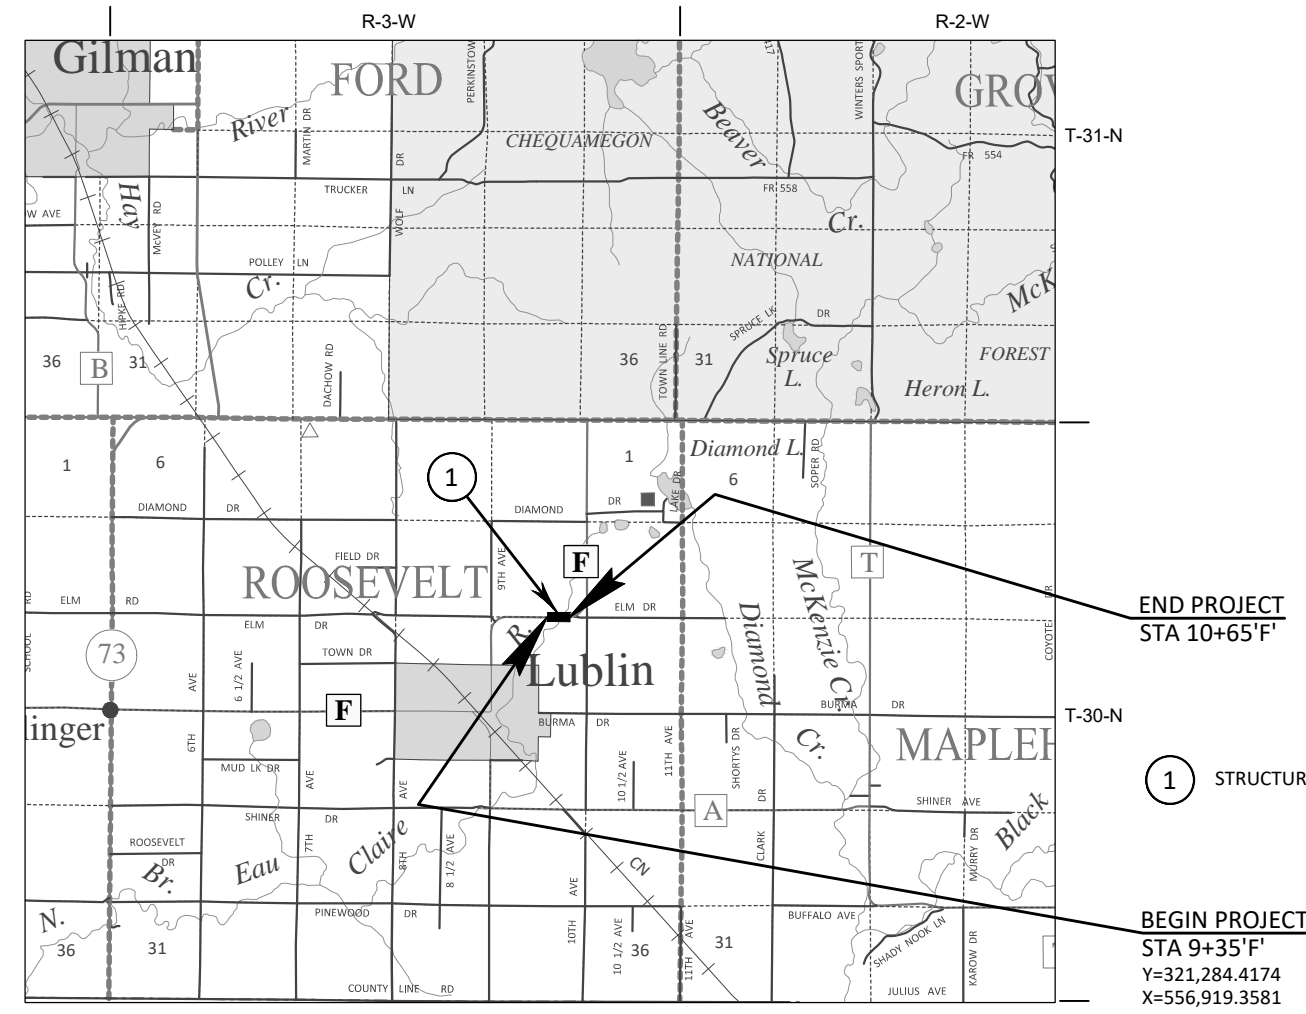 R-3-W
R-2-W
Gilman
FORD
PERKINSTOW
117
WINTERS SPORT
GROV
River
MARTIN DR
CHEQUAMEGON
Beaver
T-31-N
FR 554
DR
TRUCKER LN
FR 558
Hay
W AVE
McVEY RD
WOLF
Cr.
POLLEY LN
NATIONAL
Cr.
McK
HIPKE RD
SPRUCE LK DR
TOWN LINE RD
36
B
31
DACHOW RD
36
31
Spruce
L.
FOREST
Heron L.
1
6
1
1
Diamond L.
6
SOPER RD
DIAMOND DR
DIAMOND DR
LAKE DR
FIELD DR
9TH AVE
F
T
ROOSEVELT
McKenzie Cr.
ELM RD
ELM DR
ELM DR
COYOTE DR
END PROJECT
STA 10+65'F'
SCHOOL RD
73
TOWN DR
R.
Lublin
Diamond
Cr.
6 1/2 AVE
6TH AVE
F
BURMA DR
BURMA DR
T-30-N
linger
MUD LK DR
11TH AVE
SHORTYS DR
MAPLEH
7TH AVE
8TH AVE
10 1/2 AVE
A
1
STRUCTUR
SHINER DR
SHINER AVE
ROOSEVELT DR
Br.
Eau
Claire
8 1/2 AVE
CN
CLARK DR
MURRY DR
Black
N.
PINEWOOD DR
10TH AVE
10 1/2 AVE
11TH AVE
BUFFALO AVE
SHADY NOOK LN
KAROW DR
BEGIN PROJECT
STA 9+35'F'
36
31
36
31
Y=321,284.4174
COUNTY LINE RD
JULIUS AVE
X=556,919.3581